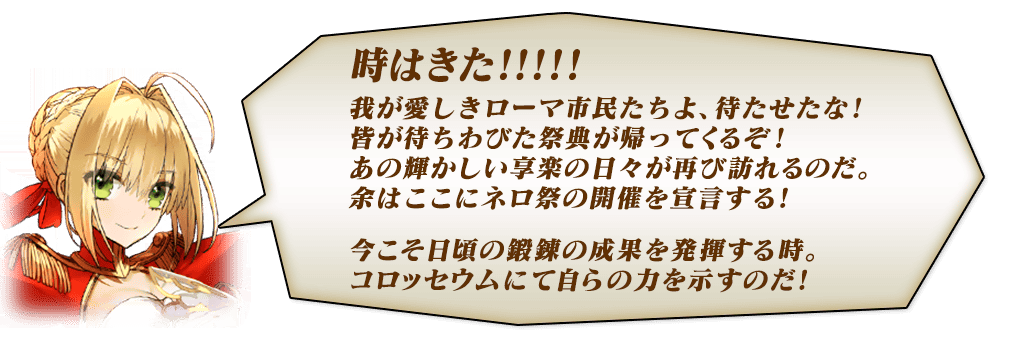 時はきた!!!!!
我が愛しきローマ市民たちよ、待たせたな!
皆が待ちわびた祭典が帰ってくるぞ!
あの輝かしい享楽の日々が再び訪れるのだ。
余はここにネロ祭の開催を宣言する!
今こそ日頃の鍛錬の成果を発揮する時。
コロッセウムにて自らの力を示すのだ!